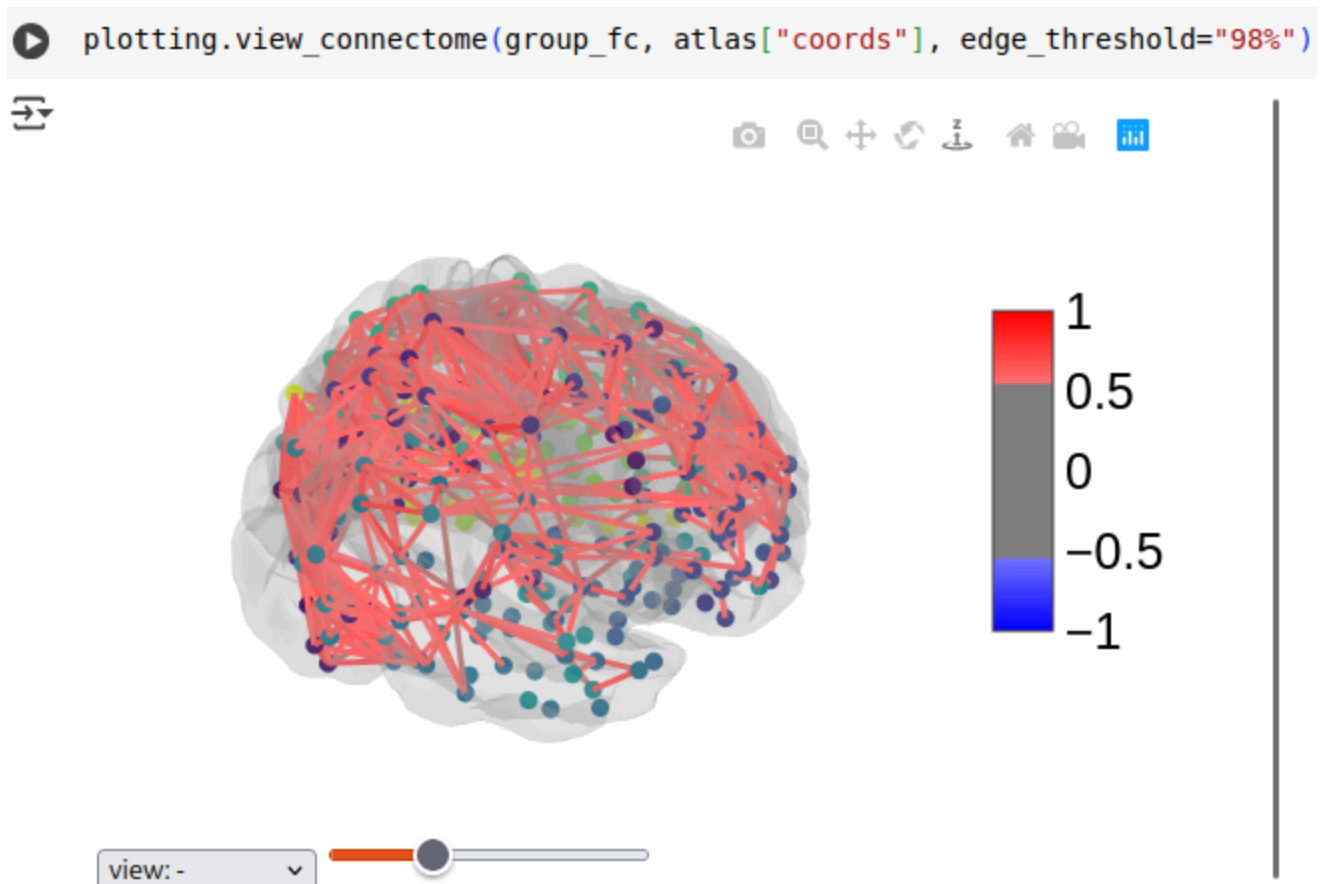 plotting.view_connectome(group_fc, atlas["coords"], edge_threshold="98%")
z
1
0.5
0
−0.5
−1
view: -